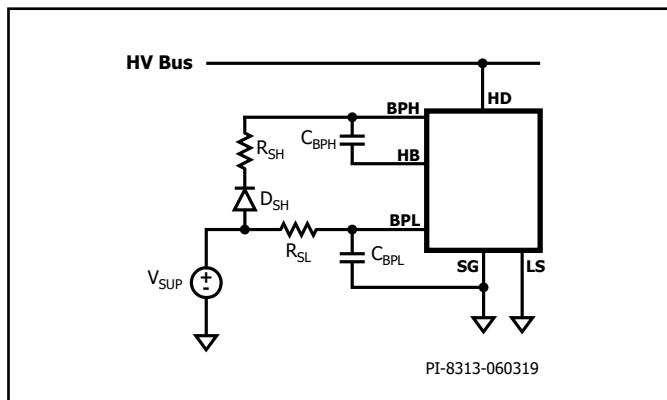 HV Bus
HD
BPH
C_BPH
R_SH
HB
D_SH
BPL
R_SL
C_BPL
SG
LS
V_SUP
+
-
PI-8313-060319